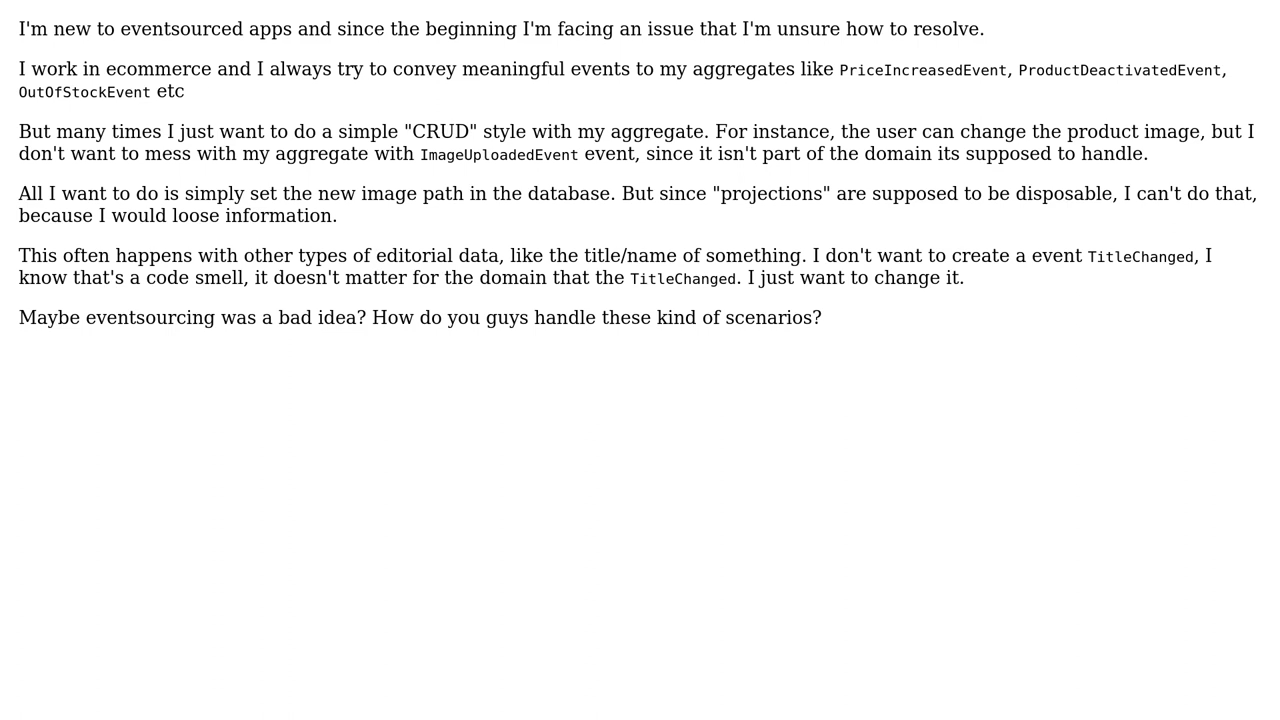 I'm new to eventsourced apps and since the beginning I'm facing an issue that I'm unsure how to resolve.
I work in ecommerce and I always try to convey meaningful events to my aggregates like PriceIncreasedEvent, ProductDeactivatedEvent,
OutOfStockEvent etc
But many times I just want to do a simple "CRUD" style with my aggregate. For instance, the user can change the product image, but I
don't want to mess with my aggregate with ImageUploadedEvent event, since it isn't part of the domain its supposed to handle.
All I want to do is simply set the new image path in the database. But since "projections" are supposed to be disposable, I can't do that,
because I would loose information.
This often happens with other types of editorial data, like the title/name of something. I don't want to create a event TitleChanged, I
know that's a code smell, it doesn't matter for the domain that the TitleChanged. I just want to change it.
Maybe eventsourcing was a bad idea? How do you guys handle these kind of scenarios?